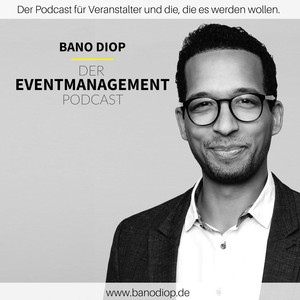 Der Podcast für Veranstalter und die, die es werden wollen.
BANO DIOP
DER
EVENTMANAGEMENT
PODCAST
www.banodiop.de